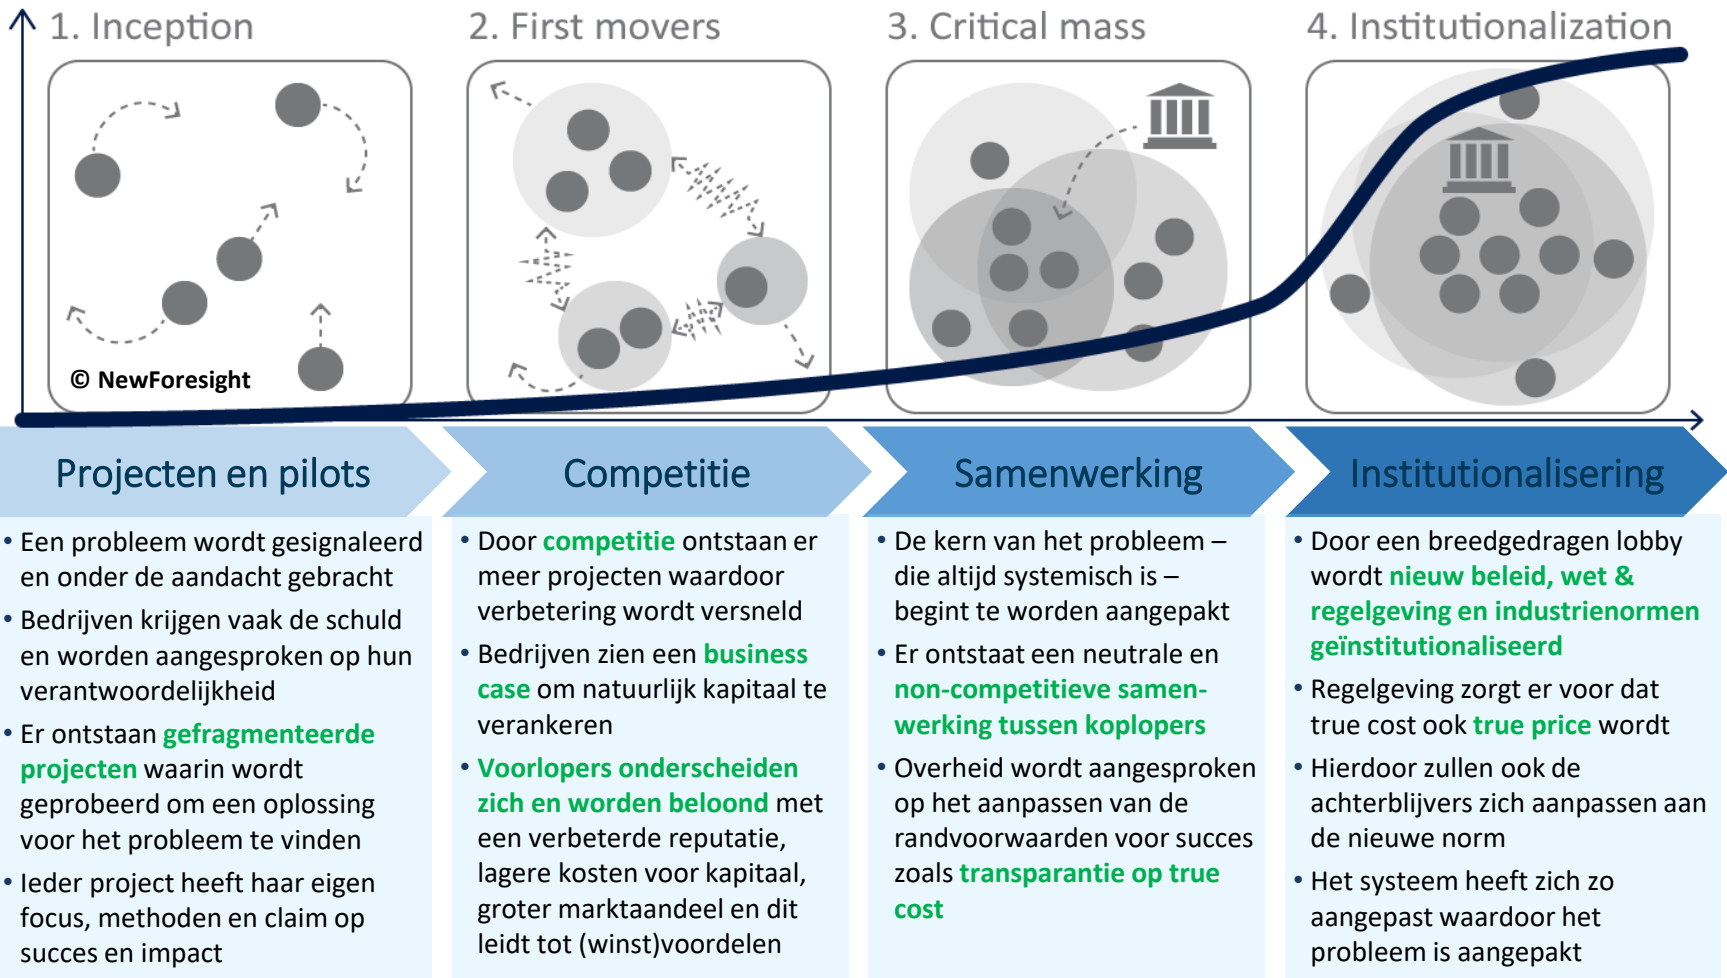 1. Inception
2. First movers
3. Critical mass
4. Institutionalization
© NewForesight
Projecten en pilots
Competitie
Samenwerking
Institutionalisering
• Een probleem wordt gesignaleerd
en onder de aandacht gebracht
• Bedrijven krijgen vaak de schuld
en worden aangesproken op hun
verantwoordelijkheid
• Er ontstaan gefragmenteerde
projecten waarin wordt
geprobeerd om een oplossing
voor het probleem te vinden
• Ieder project heeft haar eigen
focus, methoden en claim op
succes en impact
• Door competitie ontstaan er
meer projecten waardoor
verbetering wordt versneld
• Bedrijven zien een business
case om natuurlijk kapitaal te
verankeren
• Voorlopers onderscheiden
zich en worden beloond met
een verbeterde reputatie,
lagere kosten voor kapitaal,
groter marktaandeel en dit
leidt tot (winst)voordelen
• De kern van het probleem –
die altijd systemisch is –
begint te worden aangepakt
• Er ontstaat een neutrale en
non-competitieve samen-
werking tussen koplopers
• Overheid wordt aangesproken
op het aanpassen van de
randvoorwaarden voor succes
zoals transparantie op true
cost
• Door een breedgedragen lobby
wordt nieuw beleid, wet &
regelgeving en industrienormen
geïnstitutionaliseerd
• Regelgeving zorgt er voor dat
true cost ook true price wordt
• Hierdoor zullen ook de
achterblijvers zich aanpassen aan
de nieuwe norm
• Het systeem heeft zich zo
aangepast waardoor het
probleem is aangepakt